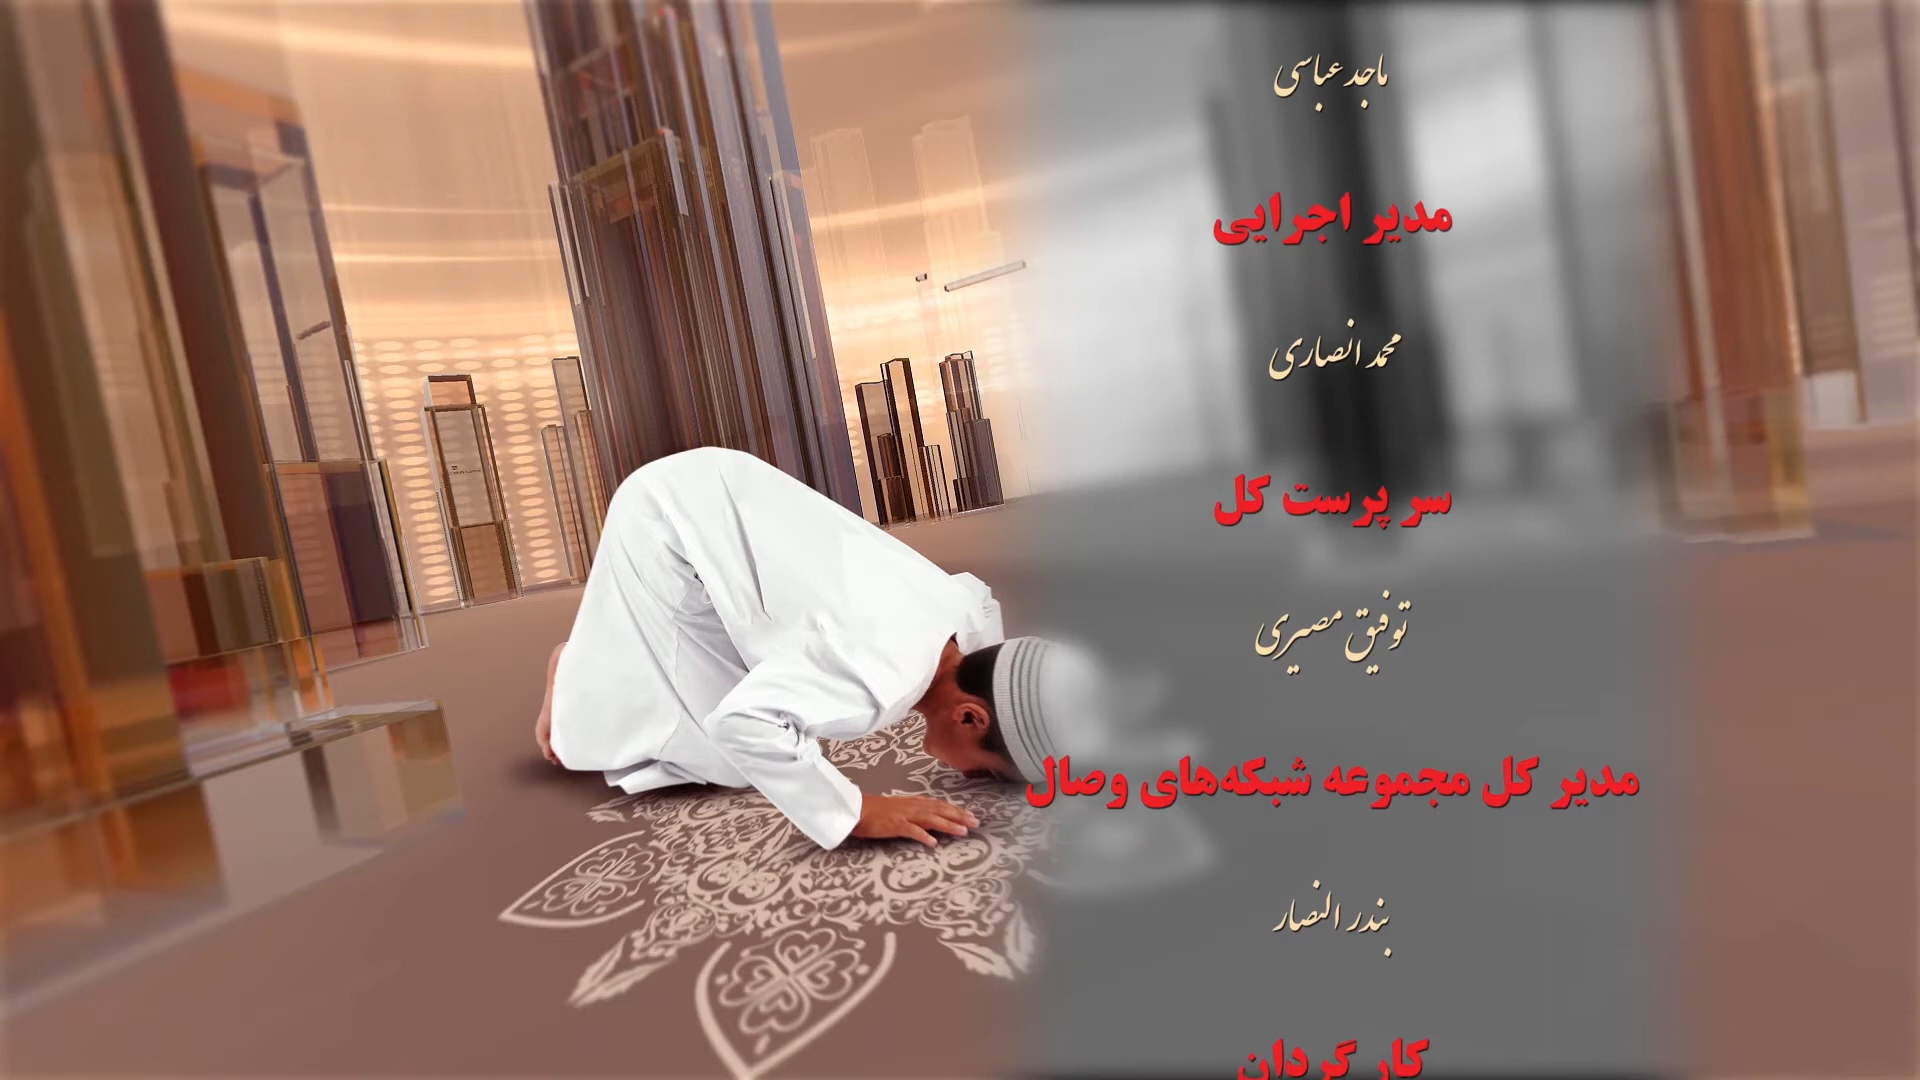 ماجد عباسی
مدیر اجرایی
محمد انصاری
سر پرست کل
توفیق مصیری
مدیر کل مجموعه شبکه‌های وصال
بندر النصار
کار گردان